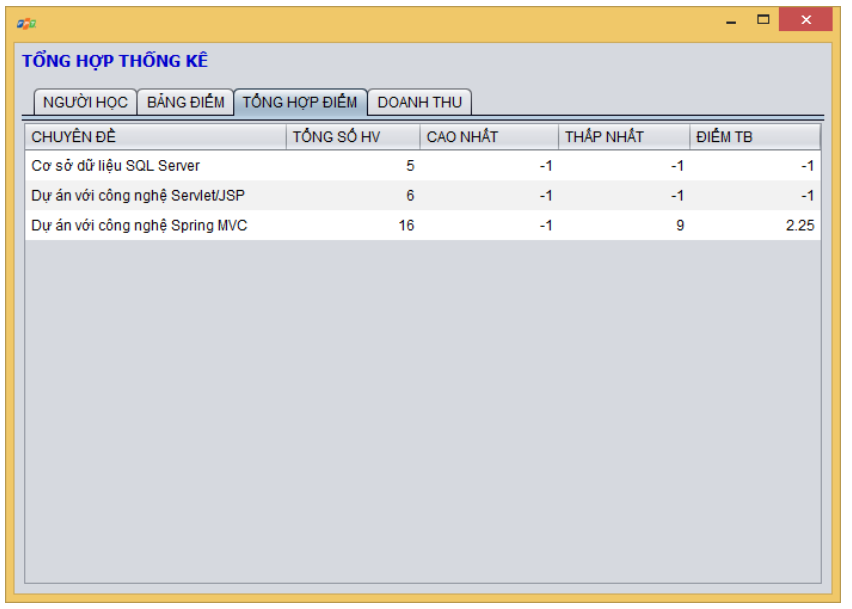 TỔNG HỢP THỐNG KÊ
NGƯỜI HỌC BẢNG ĐIỂM TỔNG HỢP ĐIỂM DOANH THU
CHUYÊN ĐỀ TỔNG SỐ HV CAO NHẤT THẤP NHẤT ĐIỂM TB
Cơ sở dữ liệu SQL Server 5 -1 -1 -1
Dự án với công nghệ Servlet/JSP 6 -1 -1 -1
Dự án với công nghệ Spring MVC 16 -1 9 2.25